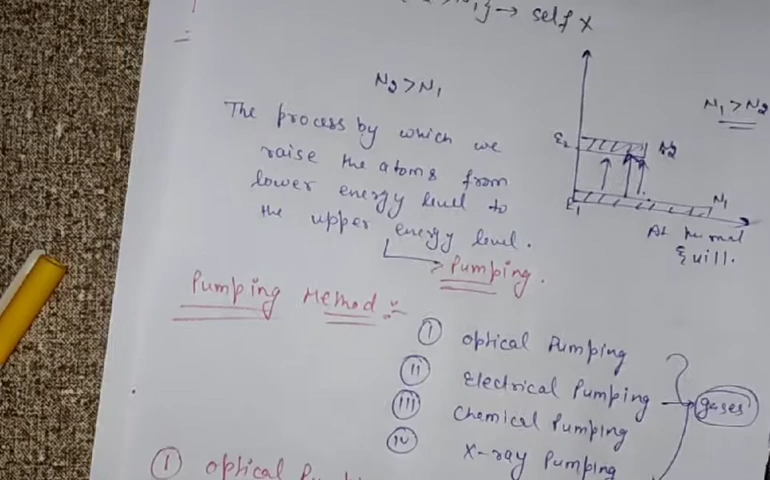 → self x
N2 > N1
The process by which we
raise the atoms from
lower energy level to
the upper energy level.
→ Pumping.
E2
N2
N1 > N2
E1
N1
At thermal
Equill.
Pumping Method :-
(i) optical Pumping
(ii) Electrical Pumping → gases
(iii) Chemical Pumping
(iv) X-ray Pumping
(i) optical